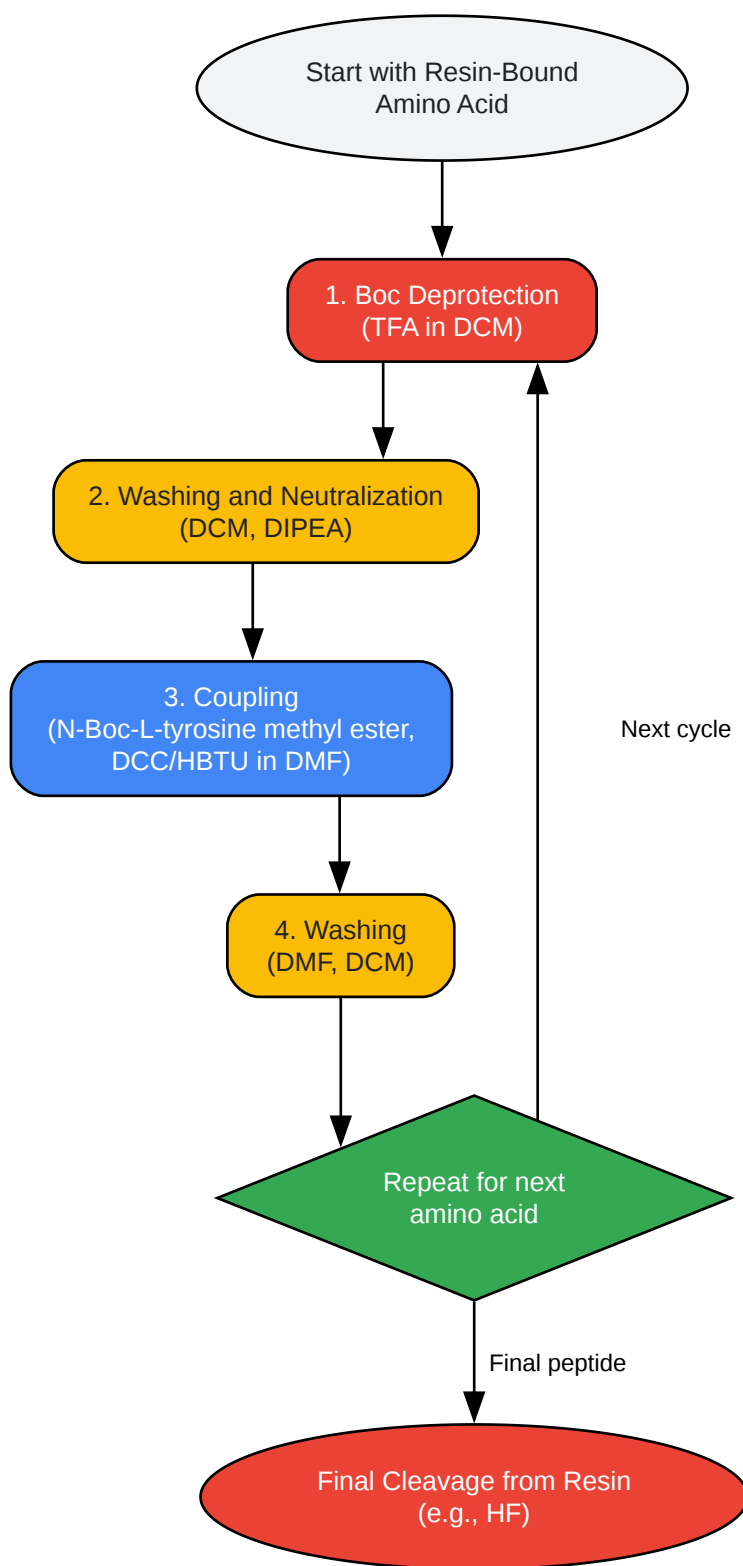 Start with Resin-Bound
Amino Acid
1. Boc Deprotection
(TFA in DCM)
2. Washing and Neutralization
(DCM, DIPEA)
3. Coupling
(N-Boc-L-tyrosine methyl ester,
DCC/HBTU in DMF)
Next cycle
4. Washing
(DMF, DCM)
Repeat for next
amino acid
Final peptide
Final Cleavage from Resin
(e.g., HF)